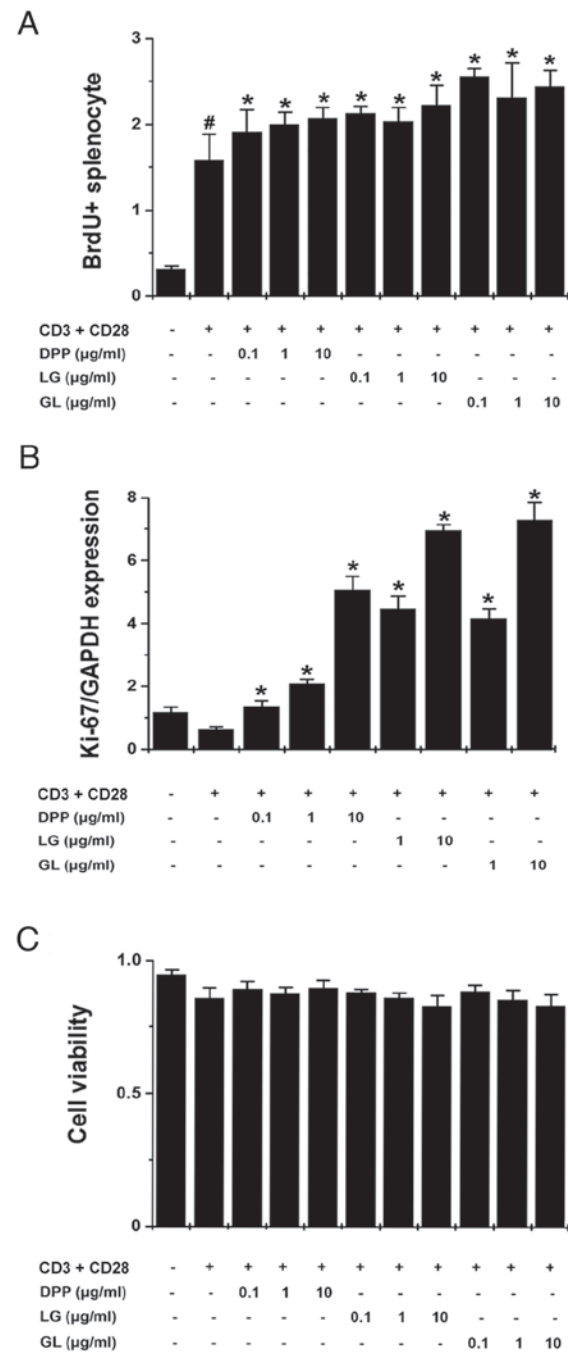 A
BrdU+ splenocyte
3
2
1
0
# * * * * * * * * *
CD3 + CD28 - + + + + + + + + + +
DPP (µg/ml) - - 0.1 1 10 - - - - - -
LG (µg/ml) - - - - - 0.1 1 10 - - -
GL (µg/ml) - - - - - - - - 0.1 1 10
B
Ki-67/GAPDH expression
8
6
4
2
0
* * * * * * *
CD3 + CD28 - + + + + + + + +
DPP (µg/ml) - - 0.1 1 10 - - - -
LG (µg/ml) - - - - - 1 10 - -
GL (µg/ml) - - - - - - - 1 10
C
Cell viability
1.0
0.5
0
CD3 + CD28 - + + + + + + + + + +
DPP (µg/ml) - - 0.1 1 10 - - - - - -
LG (µg/ml) - - - - - 0.1 1 10 - - -
GL (µg/ml) - - - - - - - - 0.1 1 10